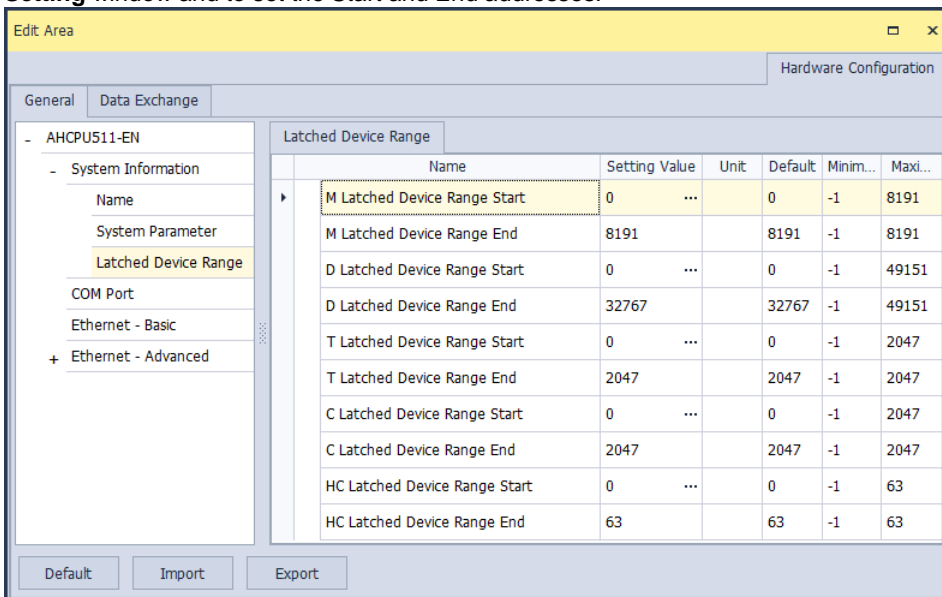 Setting window and to set the Start and End addresses.
Edit Area
Hardware Configuration
General Data Exchange
- AHCPU511-EN
- System Information
Name
System Parameter
Latched Device Range
COM Port
Ethernet - Basic
+ Ethernet - Advanced
Latched Device Range
Name Setting Value Unit Default Minim... Maxi...
M Latched Device Range Start 0 ... 0 -1 8191
M Latched Device Range End 8191 8191 -1 8191
D Latched Device Range Start 0 ... 0 -1 49151
D Latched Device Range End 32767 32767 -1 49151
T Latched Device Range Start 0 ... 0 -1 2047
T Latched Device Range End 2047 2047 -1 2047
C Latched Device Range Start 0 ... 0 -1 2047
C Latched Device Range End 2047 2047 -1 2047
HC Latched Device Range Start 0 ... 0 -1 63
HC Latched Device Range End 63 63 -1 63
Default Import Export